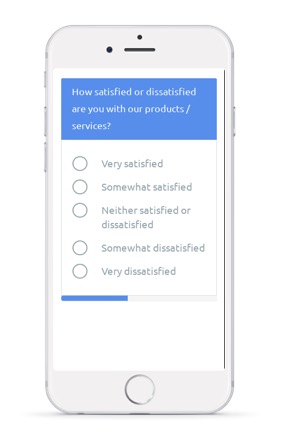 How satisfied or dissatisfied
are you with our products /
services?
Very satisfied
Somewhat satisfied
Neither satisfied or
dissatisfied
Somewhat dissatisfied
Very dissatisfied